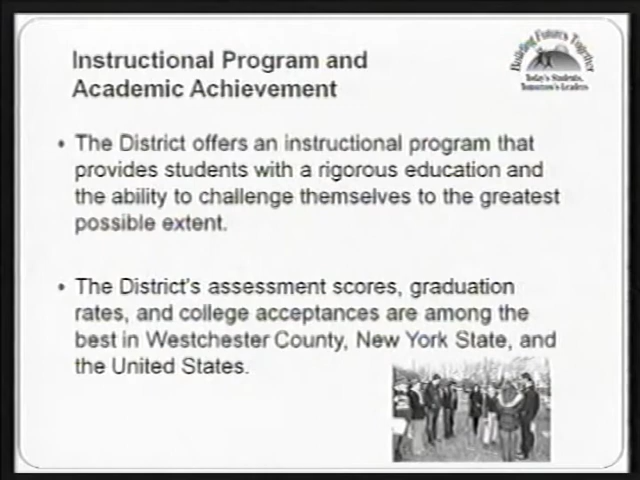 Instructional Program and
Academic Achievement
Building Futures Together
Today's Students,
Tomorrow's Leaders
• The District offers an instructional program that
provides students with a rigorous education and
the ability to challenge themselves to the greatest
possible extent.
• The District's assessment scores, graduation
rates, and college acceptances are among the
best in Westchester County, New York State, and
the United States.